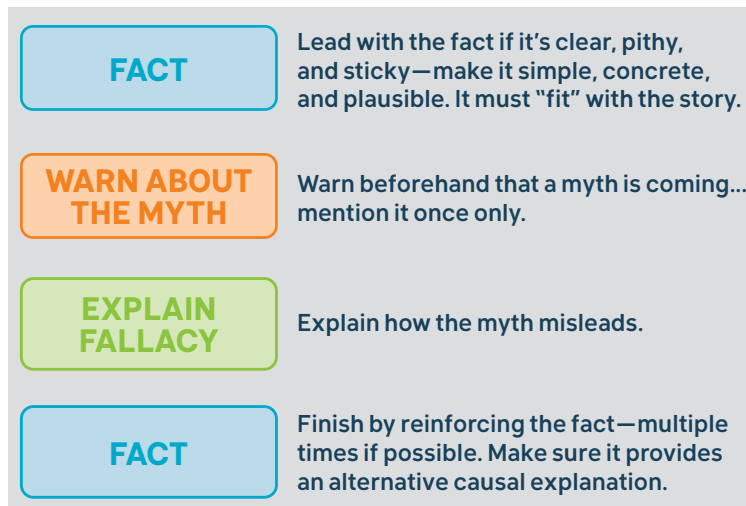 FACT
Lead with the fact if it’s clear, pithy,
and sticky—make it simple, concrete,
and plausible. It must “fit” with the story.
WARN ABOUT
THE MYTH
Warn beforehand that a myth is coming...
mention it once only.
EXPLAIN
FALLACY
Explain how the myth misleads.
FACT
Finish by reinforcing the fact—multiple
times if possible. Make sure it provides
an alternative causal explanation.